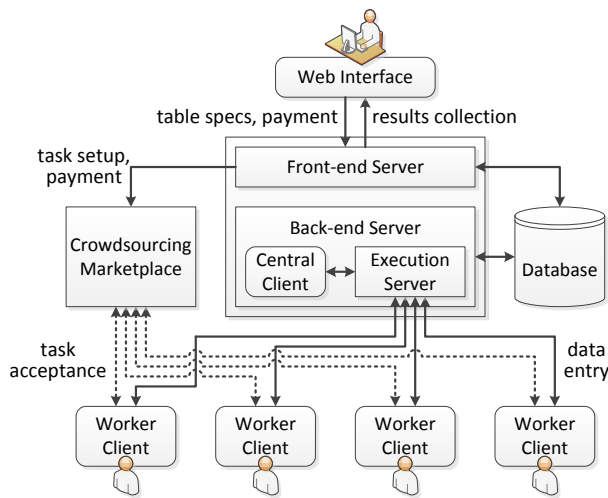 Web Interface
table specs, payment
results collection
task setup,
payment
Front-end Server
Back-end Server
Crowdsourcing
Marketplace
Central
Client
Execution
Server
Database
task
acceptance
data
entry
Worker
Client
Worker
Client
Worker
Client
Worker
Client